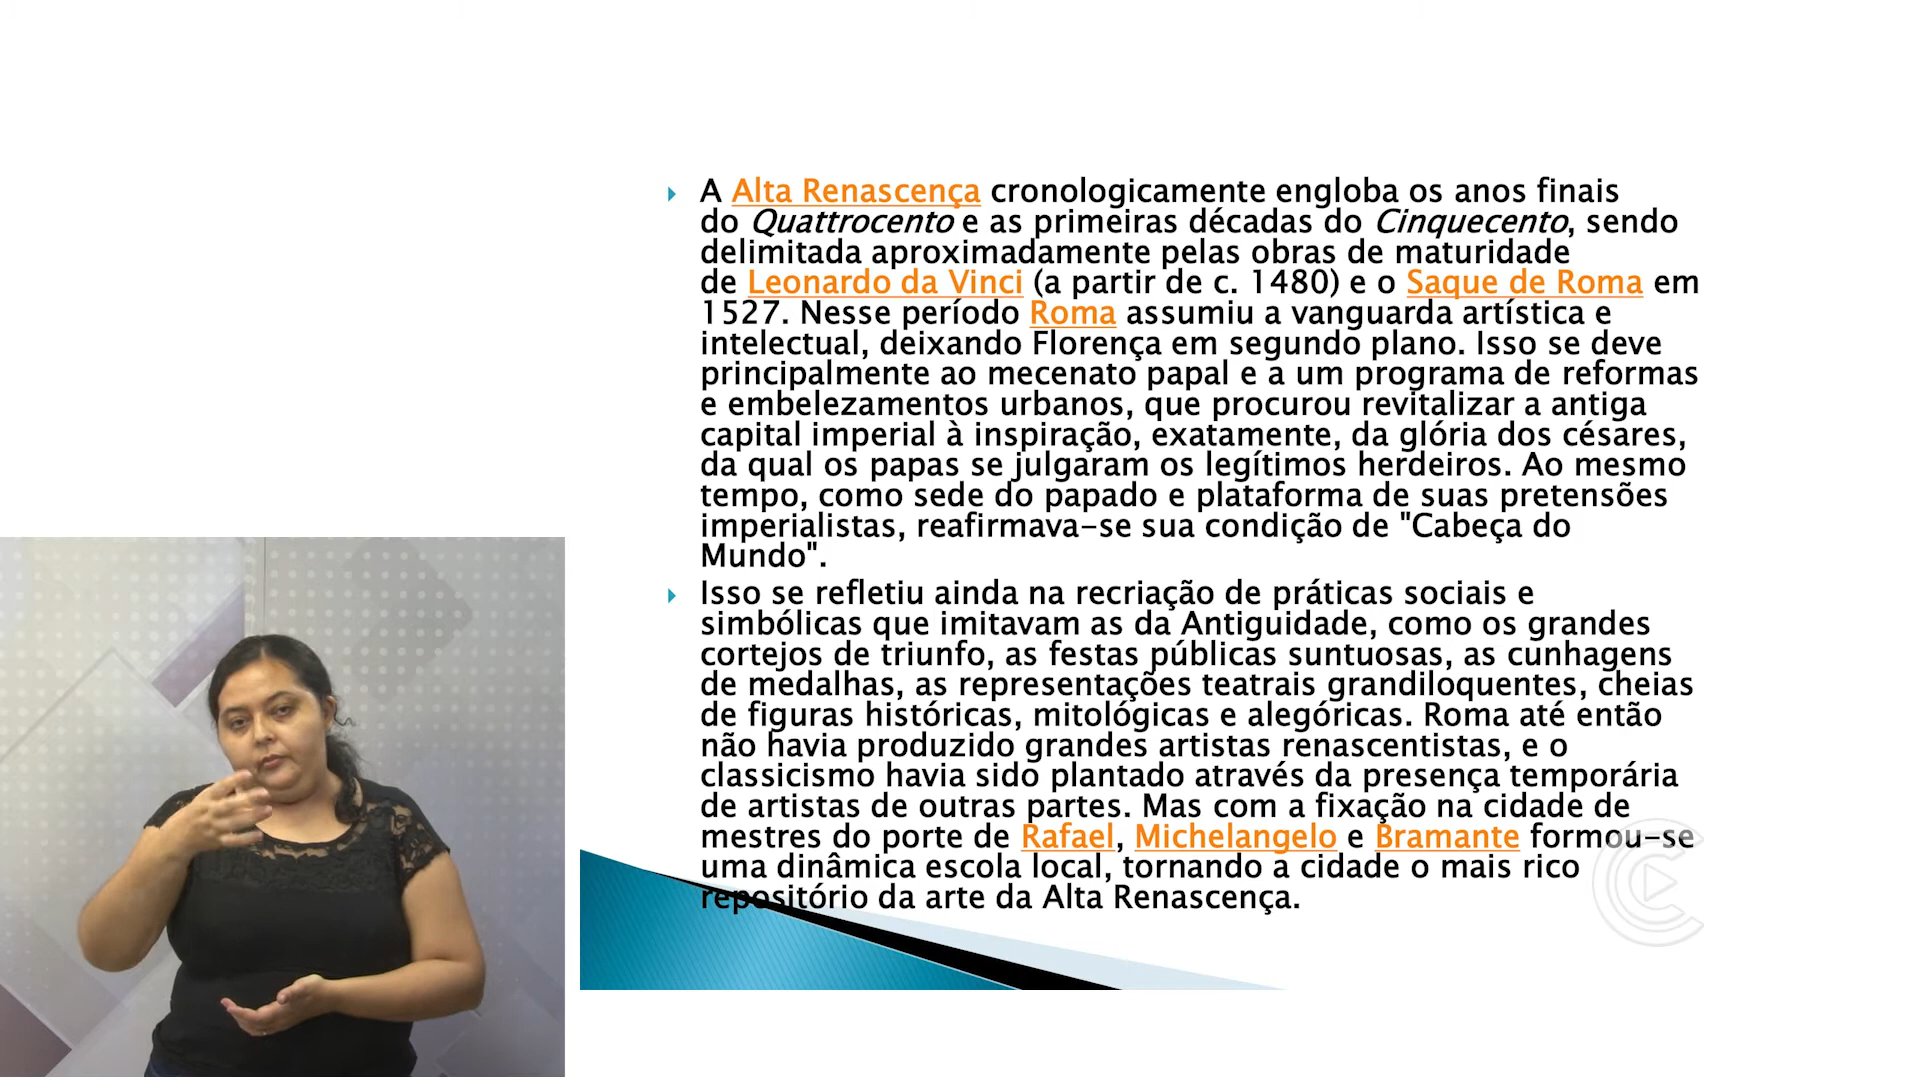 A Alta Renascença cronologicamente engloba os anos finais
do Quattrocento e as primeiras décadas do Cinquecento, sendo
delimitada aproximadamente pelas obras de maturidade
de Leonardo da Vinci (a partir de c. 1480) e o Saque de Roma em
1527. Nesse período Roma assumiu a vanguarda artística e
intelectual, deixando Florença em segundo plano. Isso se deve
principalmente ao mecenato papal e a um programa de reformas
e embelezamentos urbanos, que procurou revitalizar a antiga
capital imperial à inspiração, exatamente, da glória dos césares,
da qual os papas se julgaram os legítimos herdeiros. Ao mesmo
tempo, como sede do papado e plataforma de suas pretensões
imperialistas, reafirmava-se sua condição de "Cabeça do
Mundo".
Isso se refletiu ainda na recriação de práticas sociais e
simbólicas que imitavam as da Antiguidade, como os grandes
cortejos de triunfo, as festas públicas suntuosas, as cunhagens
de medalhas, as representações teatrais grandiloquentes, cheias
de figuras históricas, mitológicas e alegóricas. Roma até então
não havia produzido grandes artistas renascentistas, e o
classicismo havia sido plantado através da presença temporária
de artistas de outras partes. Mas com a fixação na cidade de
mestres do porte de Rafael, Michelangelo e Bramante formou-se
uma dinâmica escola local, tornando a cidade o mais rico
repositório da arte da Alta Renascença.